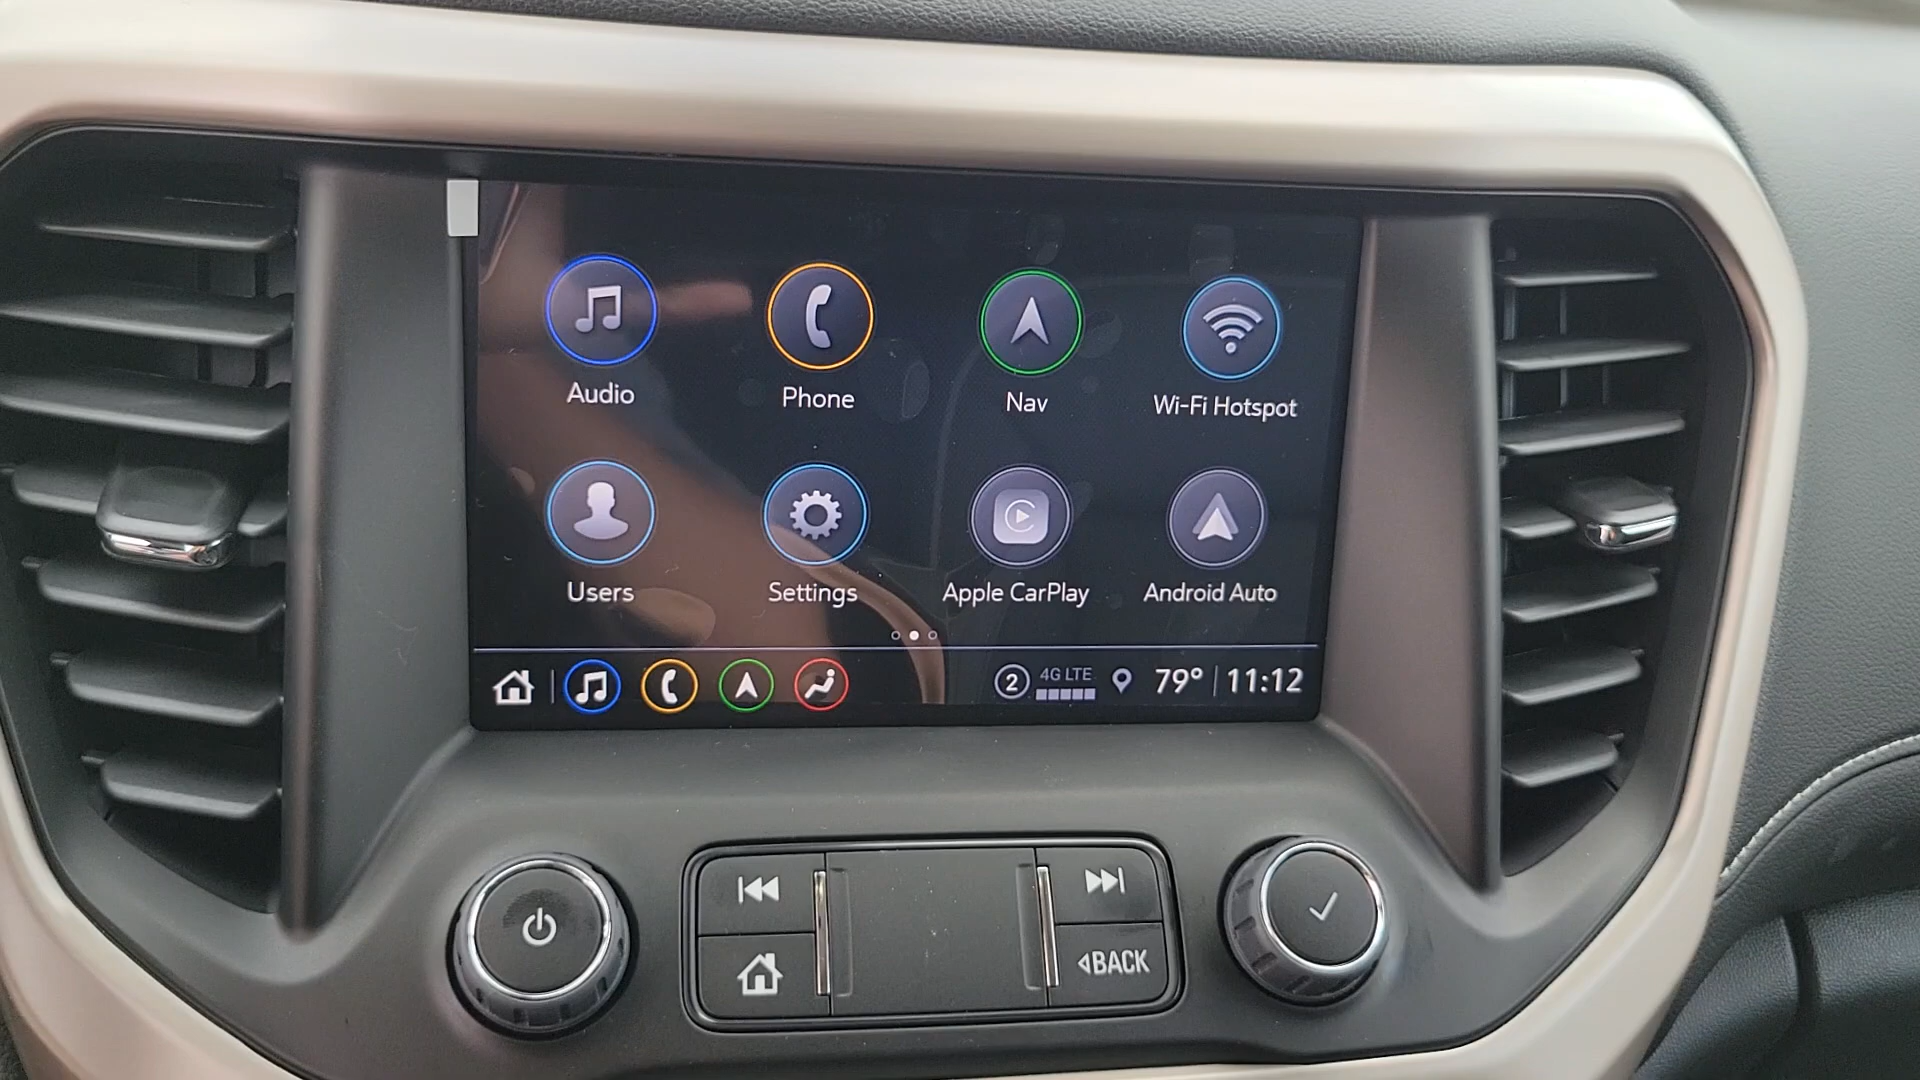 Audio Phone Nav Wi-Fi Hotspot
Users Settings Apple CarPlay Android Auto
2 4G LTE 79° 11:12
BACK